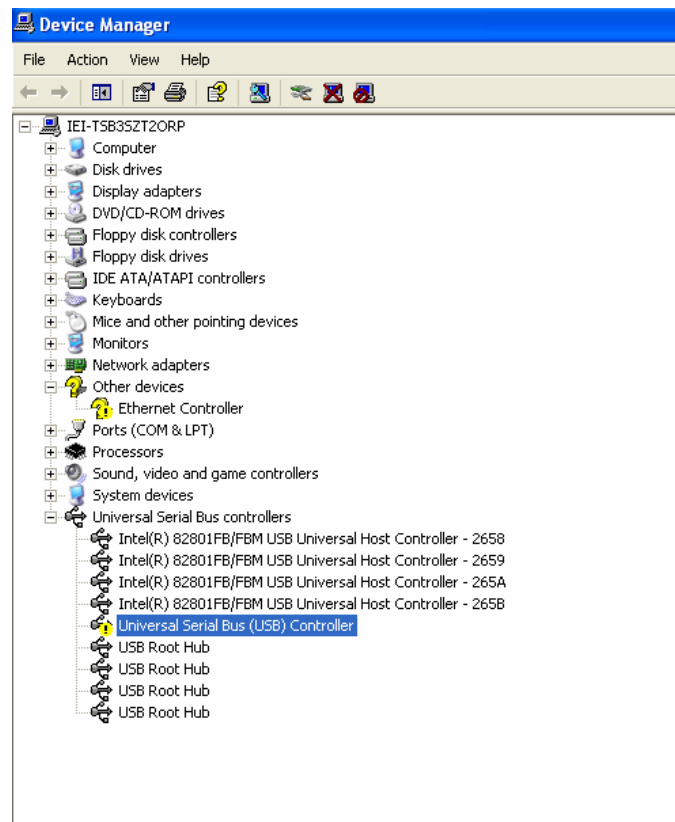 Device Manager
File Action View Help
IEI-TSB3SZT2ORP
Computer
Disk drives
Display adapters
DVD/CD-ROM drives
Floppy disk controllers
Floppy disk drives
IDE ATA/ATAPI controllers
Keyboards
Mice and other pointing devices
Monitors
Network adapters
Other devices
Ethernet Controller
Ports (COM & LPT)
Processors
Sound, video and game controllers
System devices
Universal Serial Bus controllers
Intel(R) 82801FB/FBM USB Universal Host Controller - 2658
Intel(R) 82801FB/FBM USB Universal Host Controller - 2659
Intel(R) 82801FB/FBM USB Universal Host Controller - 265A
Intel(R) 82801FB/FBM USB Universal Host Controller - 265B
Universal Serial Bus (USB) Controller
USB Root Hub
USB Root Hub
USB Root Hub
USB Root Hub